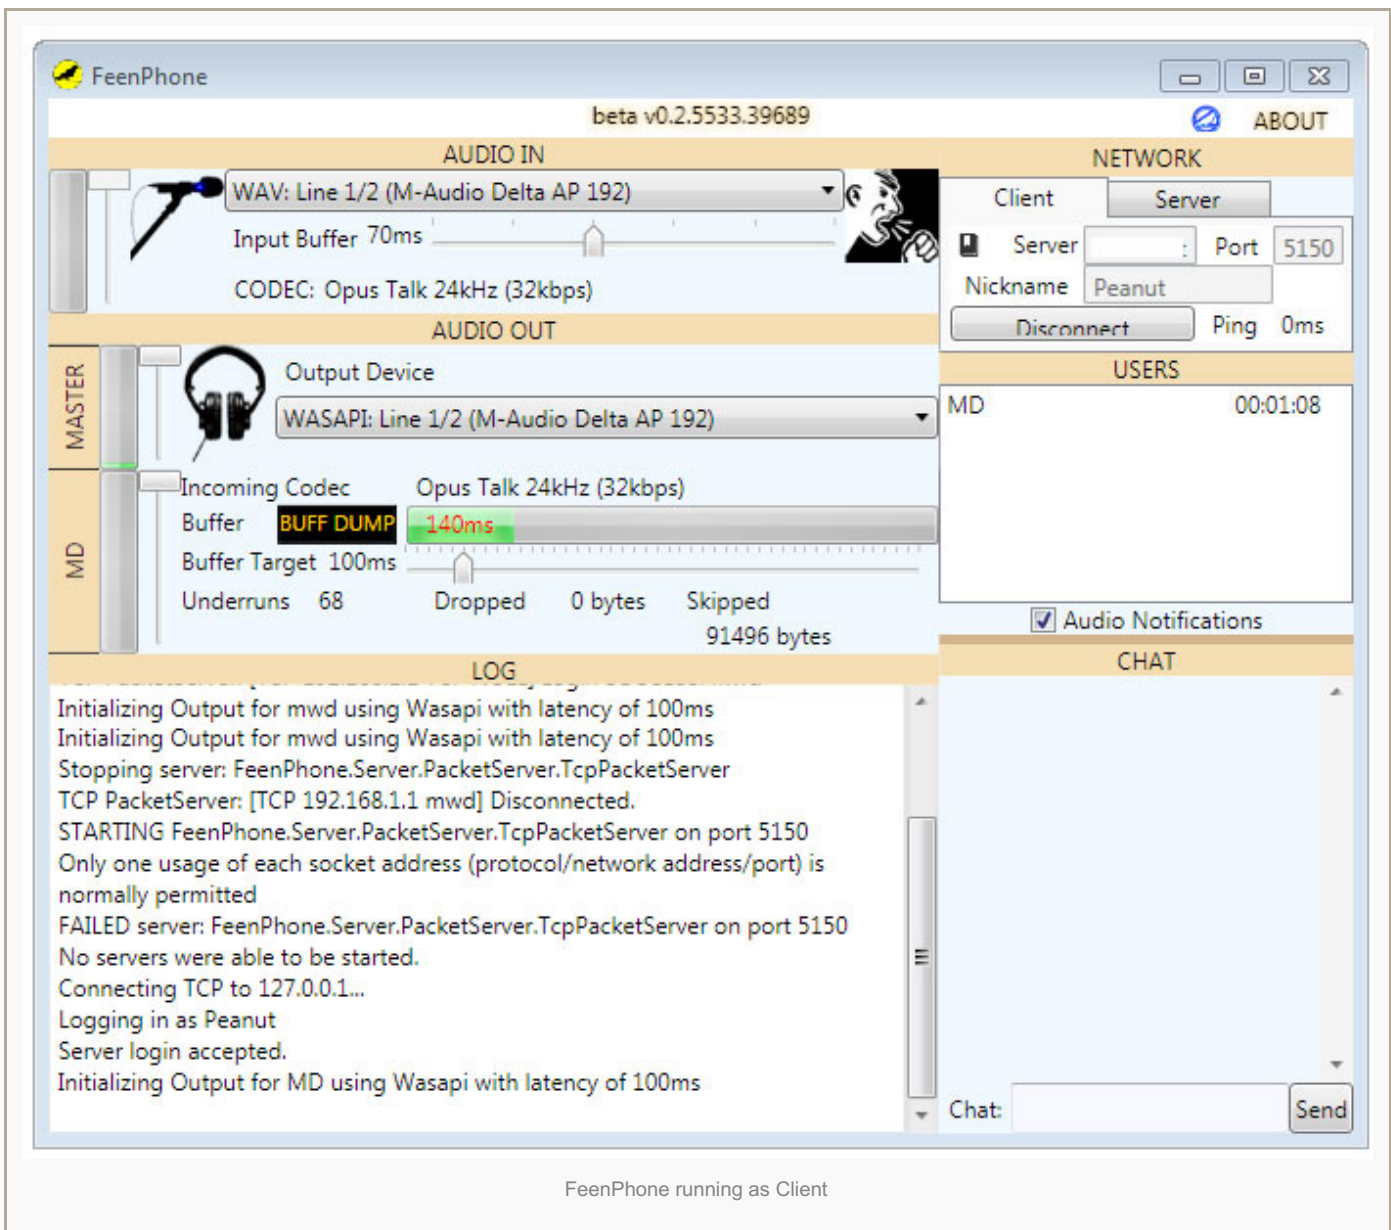 FeenPhone
beta v0.2.5533.39689
ABOUT
AUDIO IN
WAV: Line 1/2 (M-Audio Delta AP 192)
Input Buffer 70ms
CODEC: Opus Talk 24kHz (32kbps)
AUDIO OUT
MASTER
Output Device
WASAPI: Line 1/2 (M-Audio Delta AP 192)
MD
Incoming Codec Opus Talk 24kHz (32kbps)
Buffer BUFF DUMP 140ms
Buffer Target 100ms
Underruns 68 Dropped 0 bytes Skipped
91496 bytes
NETWORK
Client Server
Server : Port 5150
Nickname Peanut
Disconnect Ping 0ms
USERS
MD 00:01:08
Audio Notifications
LOG
Initializing Output for mwd using Wasapi with latency of 100ms
Initializing Output for mwd using Wasapi with latency of 100ms
Stopping server: FeenPhone.Server.PacketServer.TcpPacketServer
TCP PacketServer: [TCP 192.168.1.1 mwd] Disconnected.
STARTING FeenPhone.Server.PacketServer.TcpPacketServer on port 5150
Only one usage of each socket address (protocol/network address/port) is
normally permitted
FAILED server: FeenPhone.Server.PacketServer.TcpPacketServer on port 5150
No servers were able to be started.
Connecting TCP to 127.0.0.1...
Logging in as Peanut
Server login accepted.
Initializing Output for MD using Wasapi with latency of 100ms
CHAT
Chat: Send
FeenPhone running as Client